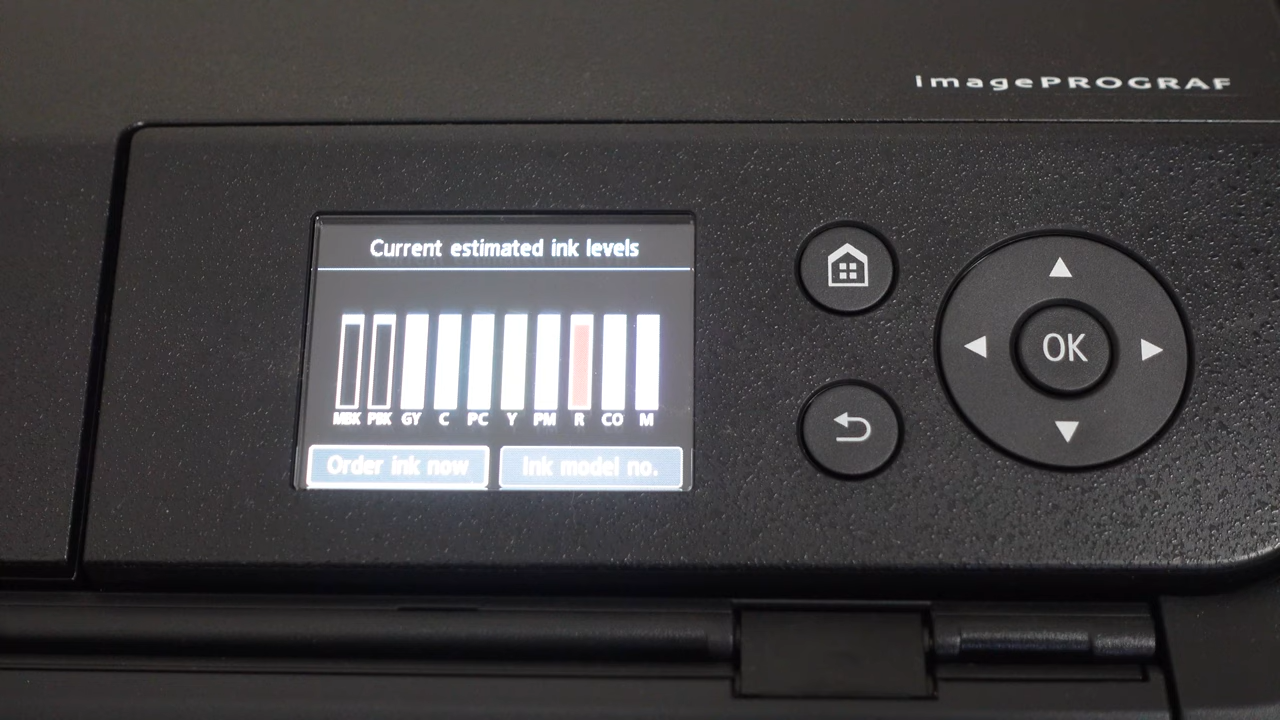 imagePROGRAF
Current estimated ink levels
MBK PBK GY C PC Y PM R CO M
Order ink now
Ink model no.
OK